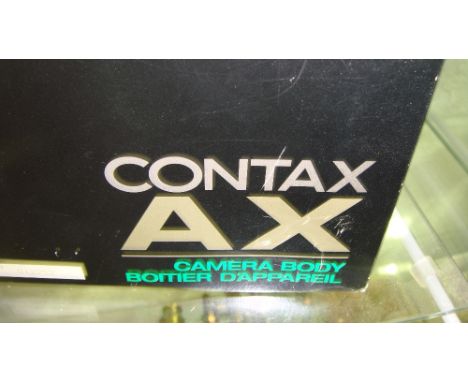 CONTAX
AX
CAMERA BODY
BOITIER D'APPAREIL